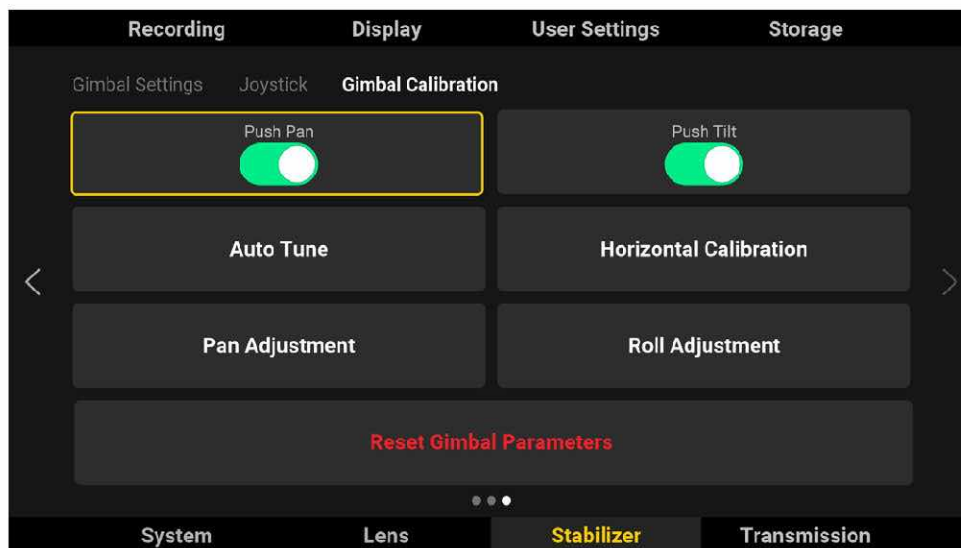 Recording Display User Settings Storage
Gimbal Settings Joystick Gimbal Calibration
Push Pan Push Tilt
Auto Tune Horizontal Calibration
Pan Adjustment Roll Adjustment
Reset Gimbal Parameters
System Lens Stabilizer Transmission